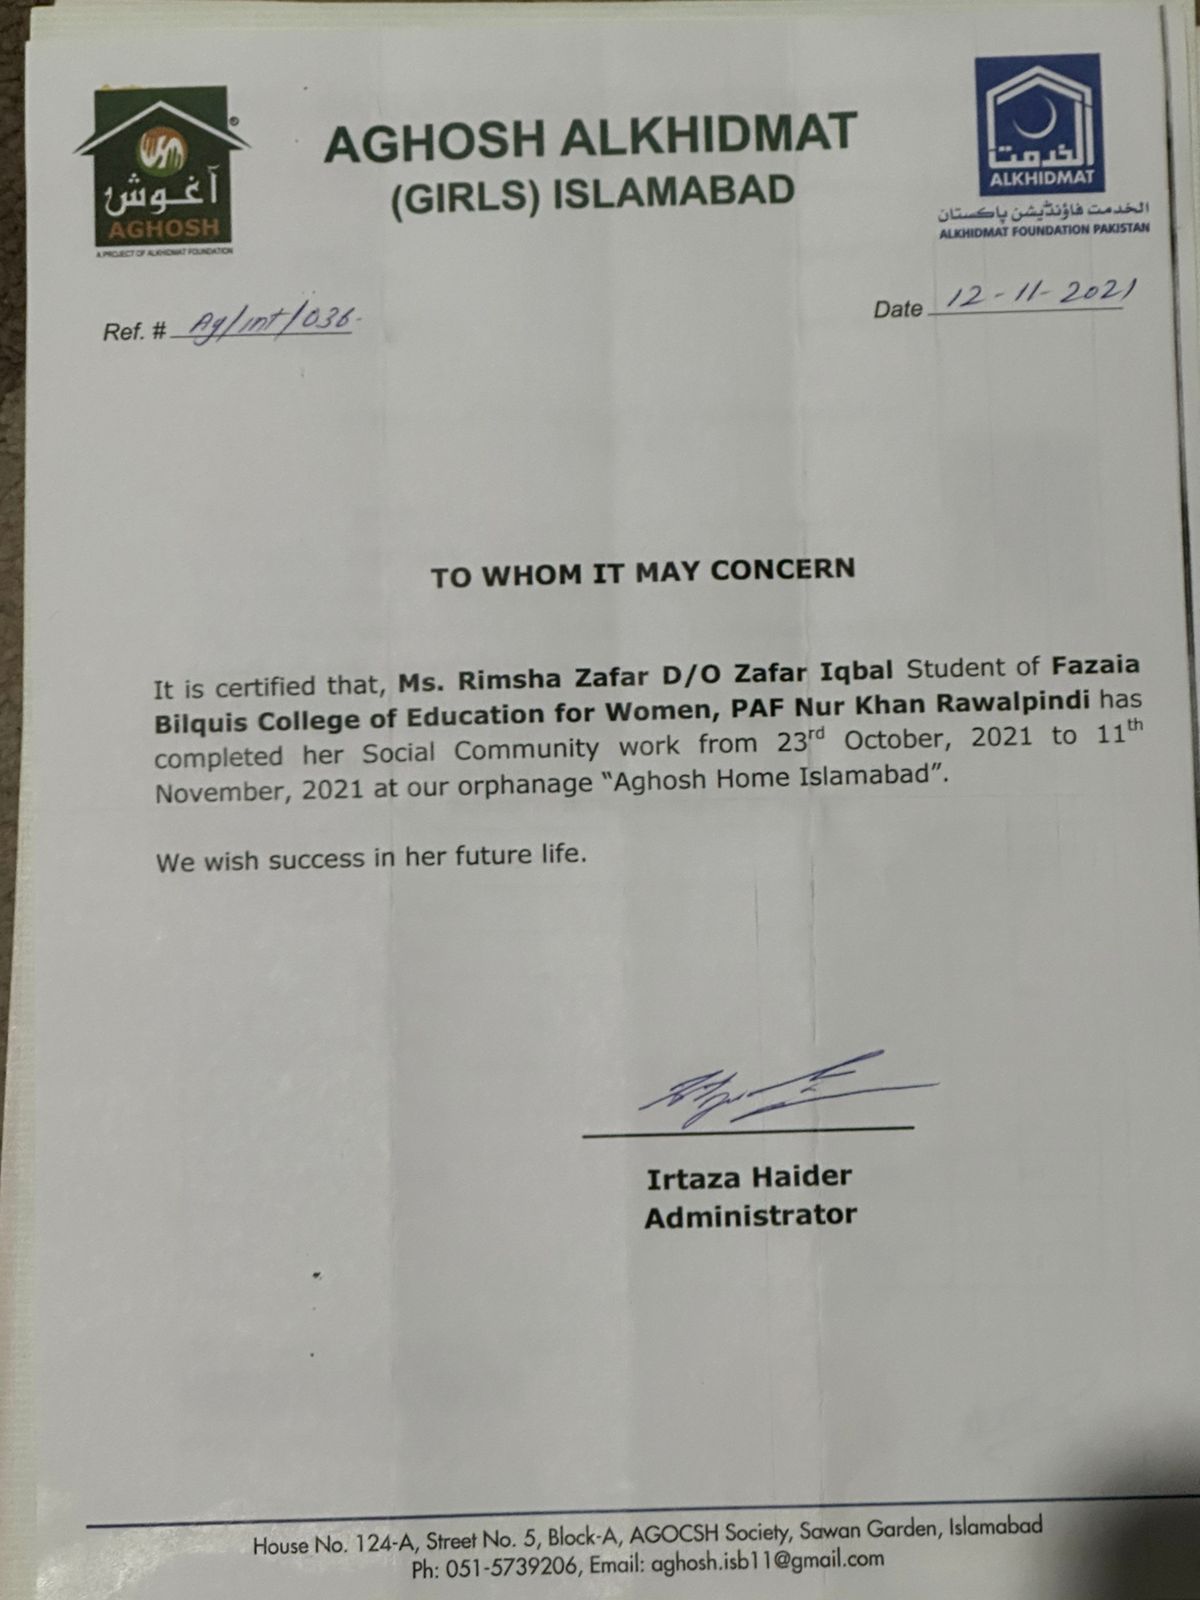 آغوش
AGHOSH
A PROJECT OF ALKHIDMAT FOUNDATION
AGHOSH ALKHIDMAT
(GIRLS) ISLAMABAD
الخدمت
ALKHIDMAT
الخدمت فاؤنڈیشن پاکستان
ALKHIDMAT FOUNDATION PAKISTAN
Ref. # Ag/int/036-
Date 12-11-2021
TO WHOM IT MAY CONCERN
It is certified that, Ms. Rimsha Zafar D/O Zafar Iqbal Student of Fazaia
Bilquis College of Education for Women, PAF Nur Khan Rawalpindi has
completed her Social Community work from 23rd October, 2021 to 11th
November, 2021 at our orphanage “Aghosh Home Islamabad”.
We wish success in her future life.
Irtaza Haider
Administrator
House No. 124-A, Street No. 5, Block-A, AGOCSH Society, Sawan Garden, Islamabad
Ph: 051-5739206, Email: aghosh.isb11@gmail.com